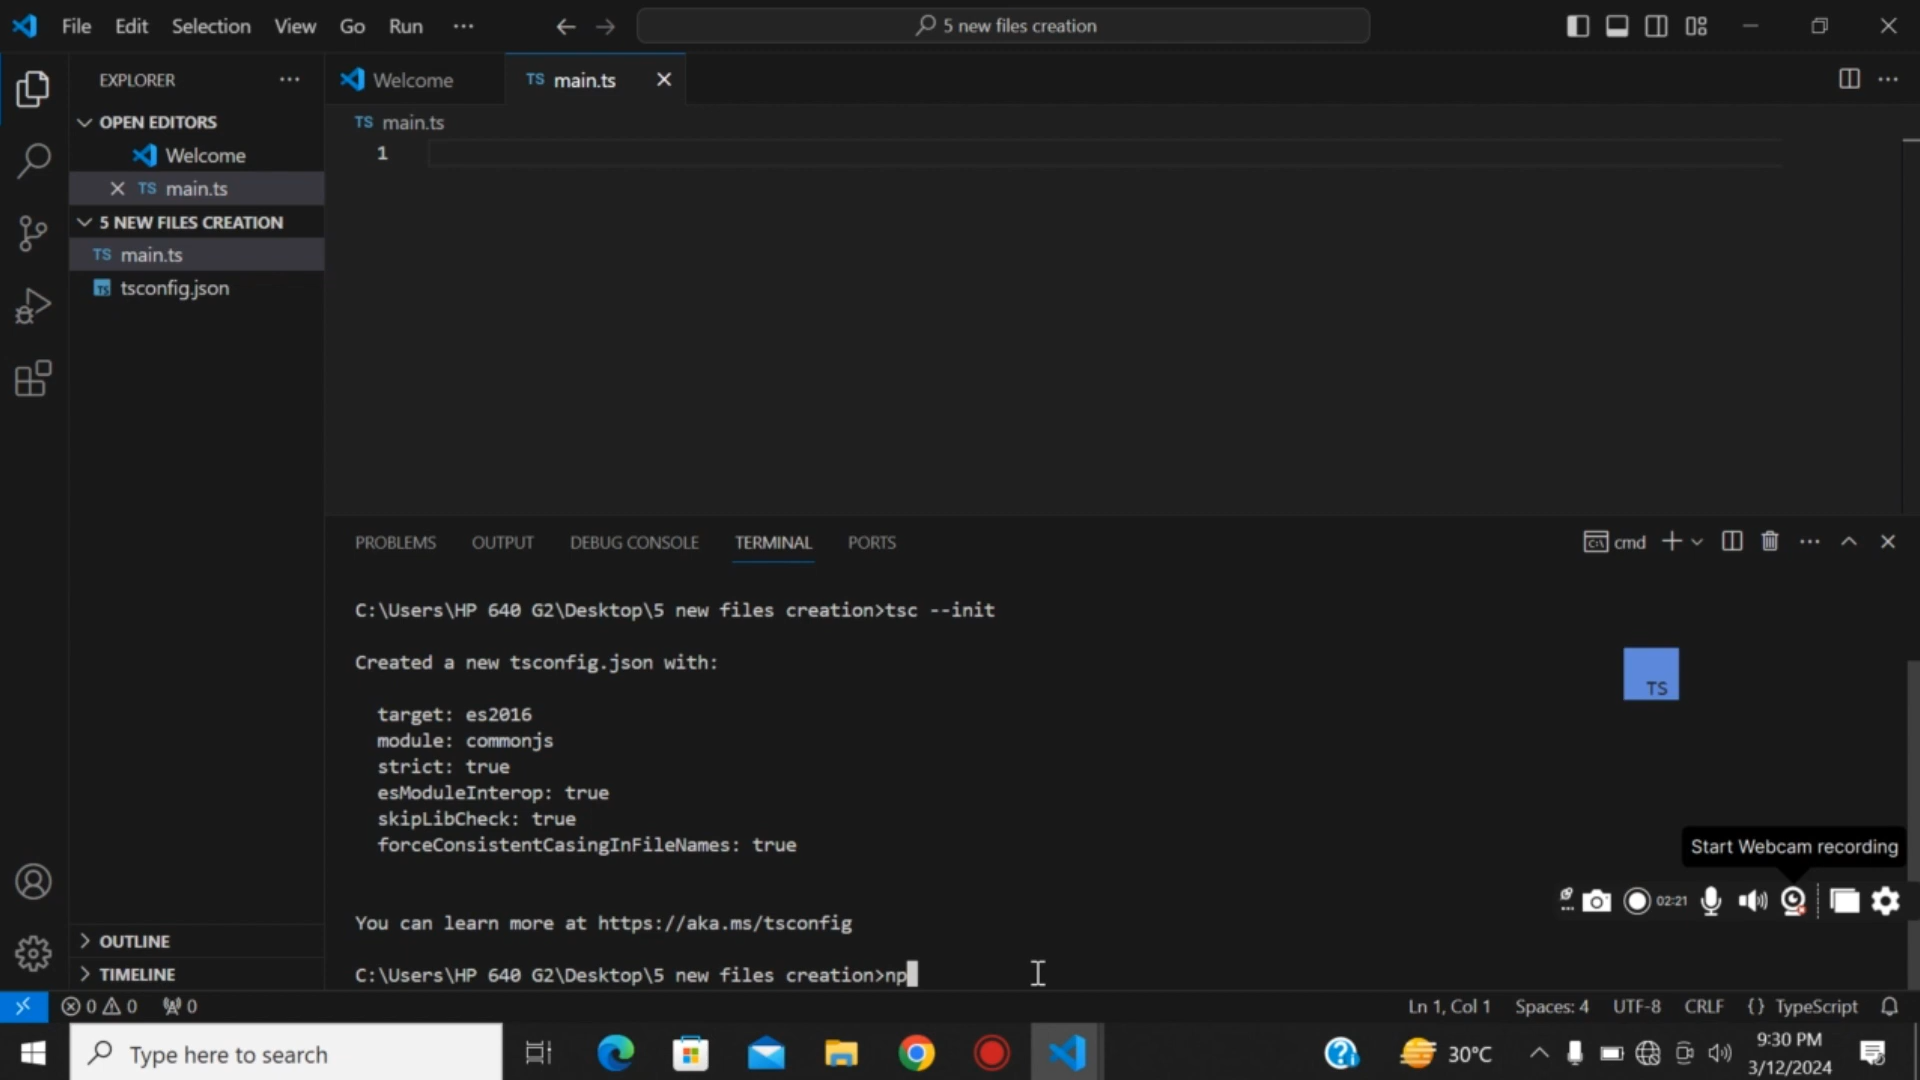 File Edit Selection View Go Run ··· 5 new files creation
EXPLORER ···
Welcome
TS main.ts
OPEN EDITORS
Welcome
TS main.ts
5 NEW FILES CREATION
TS main.ts
TS tsconfig.json
OUTLINE
TIMELINE
TS main.ts
1
PROBLEMS OUTPUT DEBUG CONSOLE TERMINAL PORTS
cmd
C:\Users\HP 640 G2\Desktop\5 new files creation>tsc --init
Created a new tsconfig.json with:
target: es2016
module: commonjs
strict: true
esModuleInterop: true
skipLibCheck: true
forceConsistentCasingInFileNames: true
You can learn more at https://aka.ms/tsconfig
C:\Users\HP 640 G2\Desktop\5 new files creation>np
TS
Start Webcam recording
02:21
0 0 0
Ln 1, Col 1 Spaces: 4 UTF-8 CRLF {} TypeScript
Type here to search
30°C
9:30 PM
3/12/2024